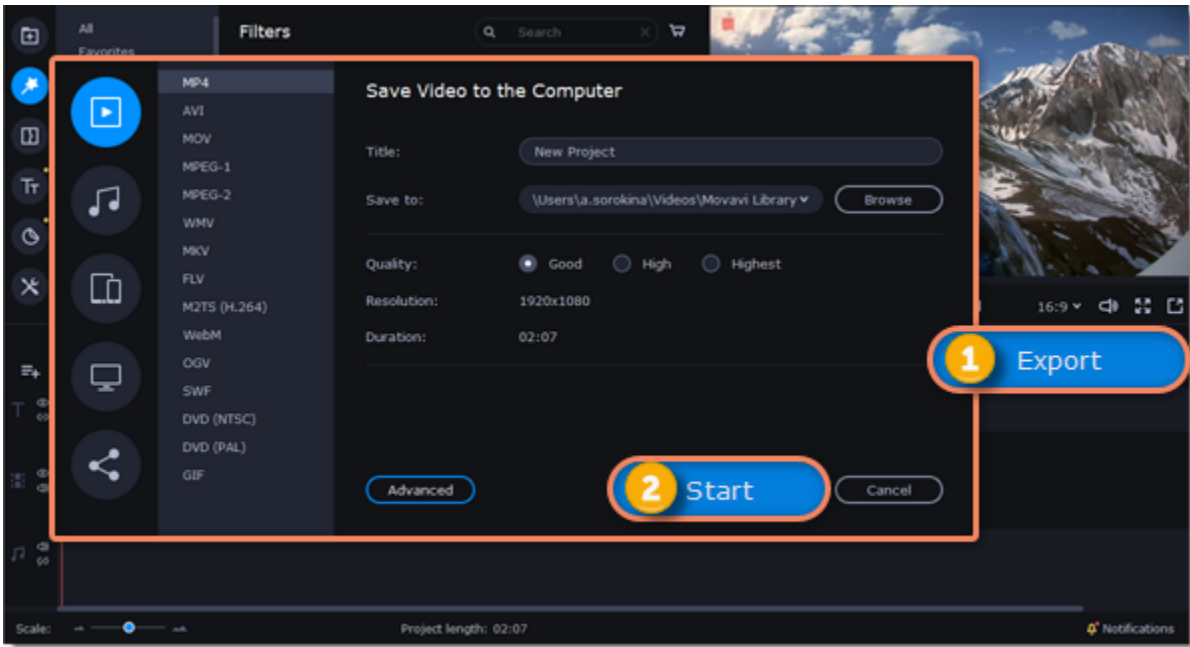 All
Favorites
Filters
Search
MP4
AVI
MOV
MPEG-1
MPEG-2
WMV
MKV
FLV
M2TS (H.264)
WebM
OGV
SWF
DVD (NTSC)
DVD (PAL)
GIF
Save Video to the Computer
Title: New Project
Save to: \Users\a.sorokina\Videos\Movavi Library Browse
Quality: Good High Highest
Resolution: 1920x1080
Duration: 02:07
Advanced 2 Start Cancel
16:9
1 Export
Tт
T
Scale: Project length: 02:07 Notifications